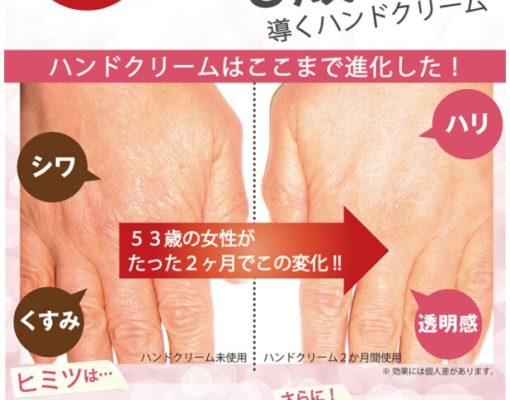 導くハンドクリーム
ハンドクリームはここまで進化した!
シワ
ハリ
53歳の女性が
たった2ヶ月でこの変化!!
くすみ
透明感
ハンドクリーム未使用
ハンドクリーム2か月間使用
※ 効果には個人差があります。
ヒミツは…
さらに!